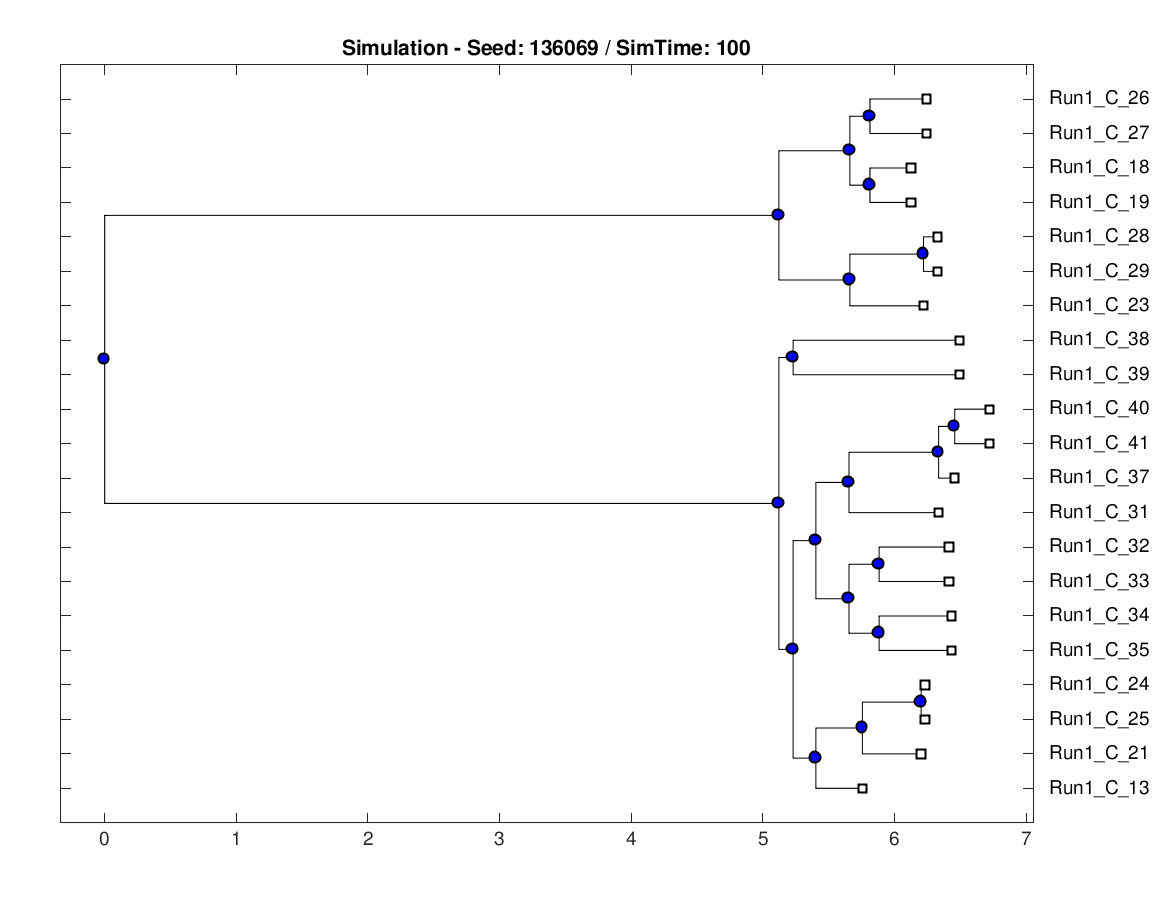 Simulation - Seed: 136069 / SimTime: 100
Run1_C_26
Run1_C_27
Run1_C_18
Run1_C_19
Run1_C_28
Run1_C_29
Run1_C_23
Run1_C_38
Run1_C_39
Run1_C_40
Run1_C_41
Run1_C_37
Run1_C_31
Run1_C_32
Run1_C_33
Run1_C_34
Run1_C_35
Run1_C_24
Run1_C_25
Run1_C_21
Run1_C_13
0 1 2 3 4 5 6 7